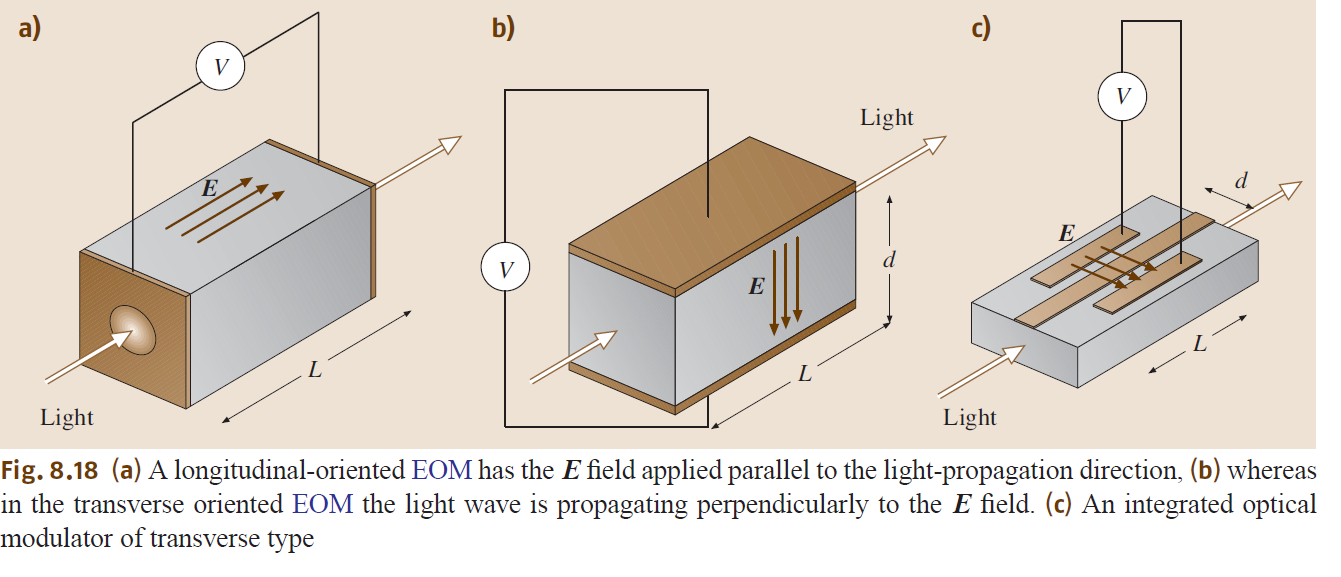 a)
V
E
L
Light
b)
V
E
Light
d
L
c)
V
E
d
L
Light
Fig. 8.18 (a) A longitudinal-oriented EOM has the E field applied parallel to the light-propagation direction, (b) whereas
in the transverse oriented EOM the light wave is propagating perpendicularly to the E field. (c) An integrated optical
modulator of transverse type